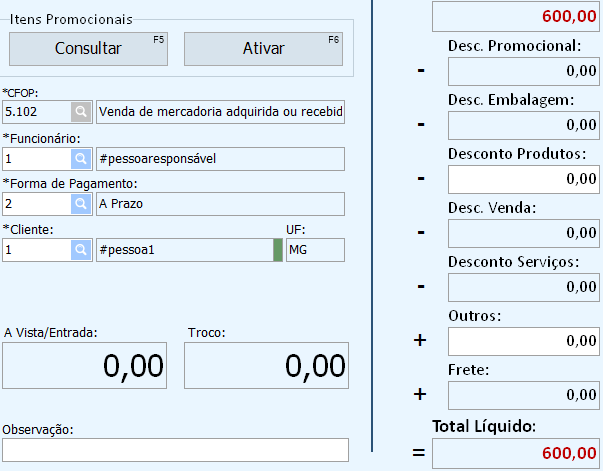 Itens Promocionais
Consultar F5
Ativar F6
*CFOP:
5.102 Venda de mercadoria adquirida ou recebid
*Funcionário:
1 #pessoaresponsável
*Forma de Pagamento:
2 A Prazo
*Cliente: UF:
1 #pessoa1 MG
A Vista/Entrada: Troco:
0,00 0,00
Observação:
600,00
Desc. Promocional:
- 0,00
Desc. Embalagem:
- 0,00
Desconto Produtos:
- 0,00
Desc. Venda:
- 0,00
Desconto Serviços:
- 0,00
Outros:
+ 0,00
Frete:
+ 0,00
Total Líquido:
= 600,00